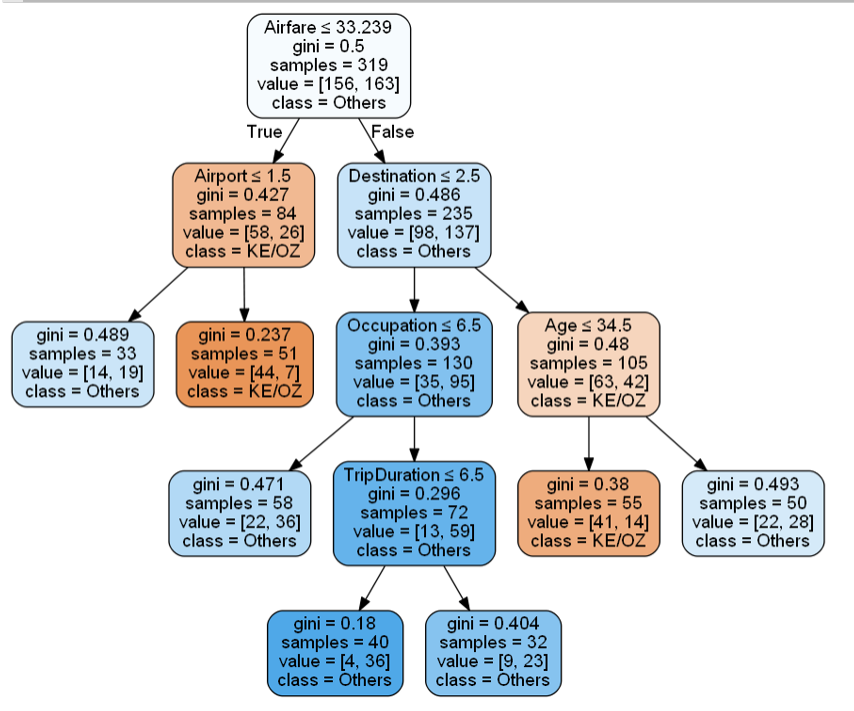 Airfare ≤ 33.239
gini = 0.5
samples = 319
value = [156, 163]
class = Others
True
False
Airport ≤ 1.5
gini = 0.427
samples = 84
value = [58, 26]
class = KE/OZ
Destination ≤ 2.5
gini = 0.486
samples = 235
value = [98, 137]
class = Others
gini = 0.489
samples = 33
value = [14, 19]
class = Others
gini = 0.237
samples = 51
value = [44, 7]
class = KE/OZ
Occupation ≤ 6.5
gini = 0.393
samples = 130
value = [35, 95]
class = Others
Age ≤ 34.5
gini = 0.48
samples = 105
value = [63, 42]
class = KE/OZ
gini = 0.471
samples = 58
value = [22, 36]
class = Others
TripDuration ≤ 6.5
gini = 0.296
samples = 72
value = [13, 59]
class = Others
gini = 0.38
samples = 55
value = [41, 14]
class = KE/OZ
gini = 0.493
samples = 50
value = [22, 28]
class = Others
gini = 0.18
samples = 40
value = [4, 36]
class = Others
gini = 0.404
samples = 32
value = [9, 23]
class = Others